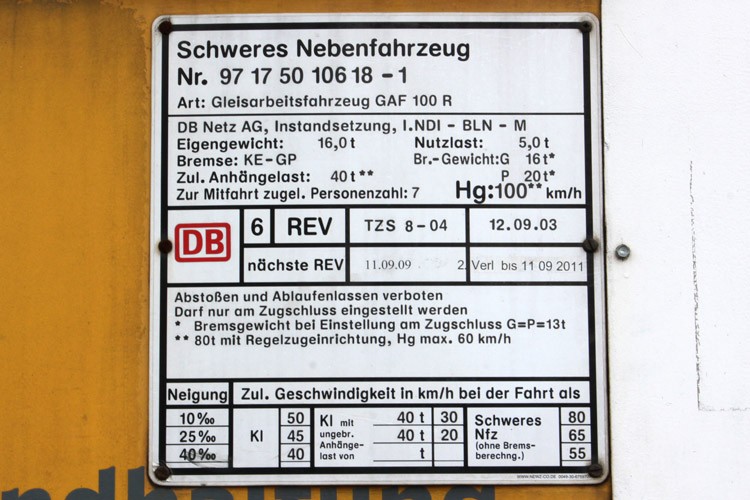 Schweres Nebenfahrzeug
Nr. 97 17 50 106 18 - 1
Art: Gleisarbeitsfahrzeug GAF 100 R
DB Netz AG, Instandsetzung, I.NDI - BLN - M
Eigengewicht: 16,0 t Nutzlast: 5,0 t
Bremse: KE-GP Br.-Gewicht:G 16t*
Zul. Anhängelast: 40 t** P 20t*
Zur Mitfahrt zugel. Personenzahl: 7 Hg:100** km/h
DB 6 REV TZS 8-04 12.09.03
nächste REV 11.09.09 2. Verl bis 11 09 2011
Abstoßen und Ablaufenlassen verboten
Darf nur am Zugschluss eingestellt werden
* Bremsgewicht bei Einstellung am Zugschluss G=P=13t
** 80t mit Regelzugeinrichtung, Hg max. 60 km/h
Neigung Zul. Geschwindigkeit in km/h bei der Fahrt als
10‰ Kl 50 Kl mit 40 t 30 Schweres 80
25‰ 45 ungebr. 40 t 20 Nfz 65
Anhänge- (ohne Brems-
40‰ 40 last von t berechng.) 55